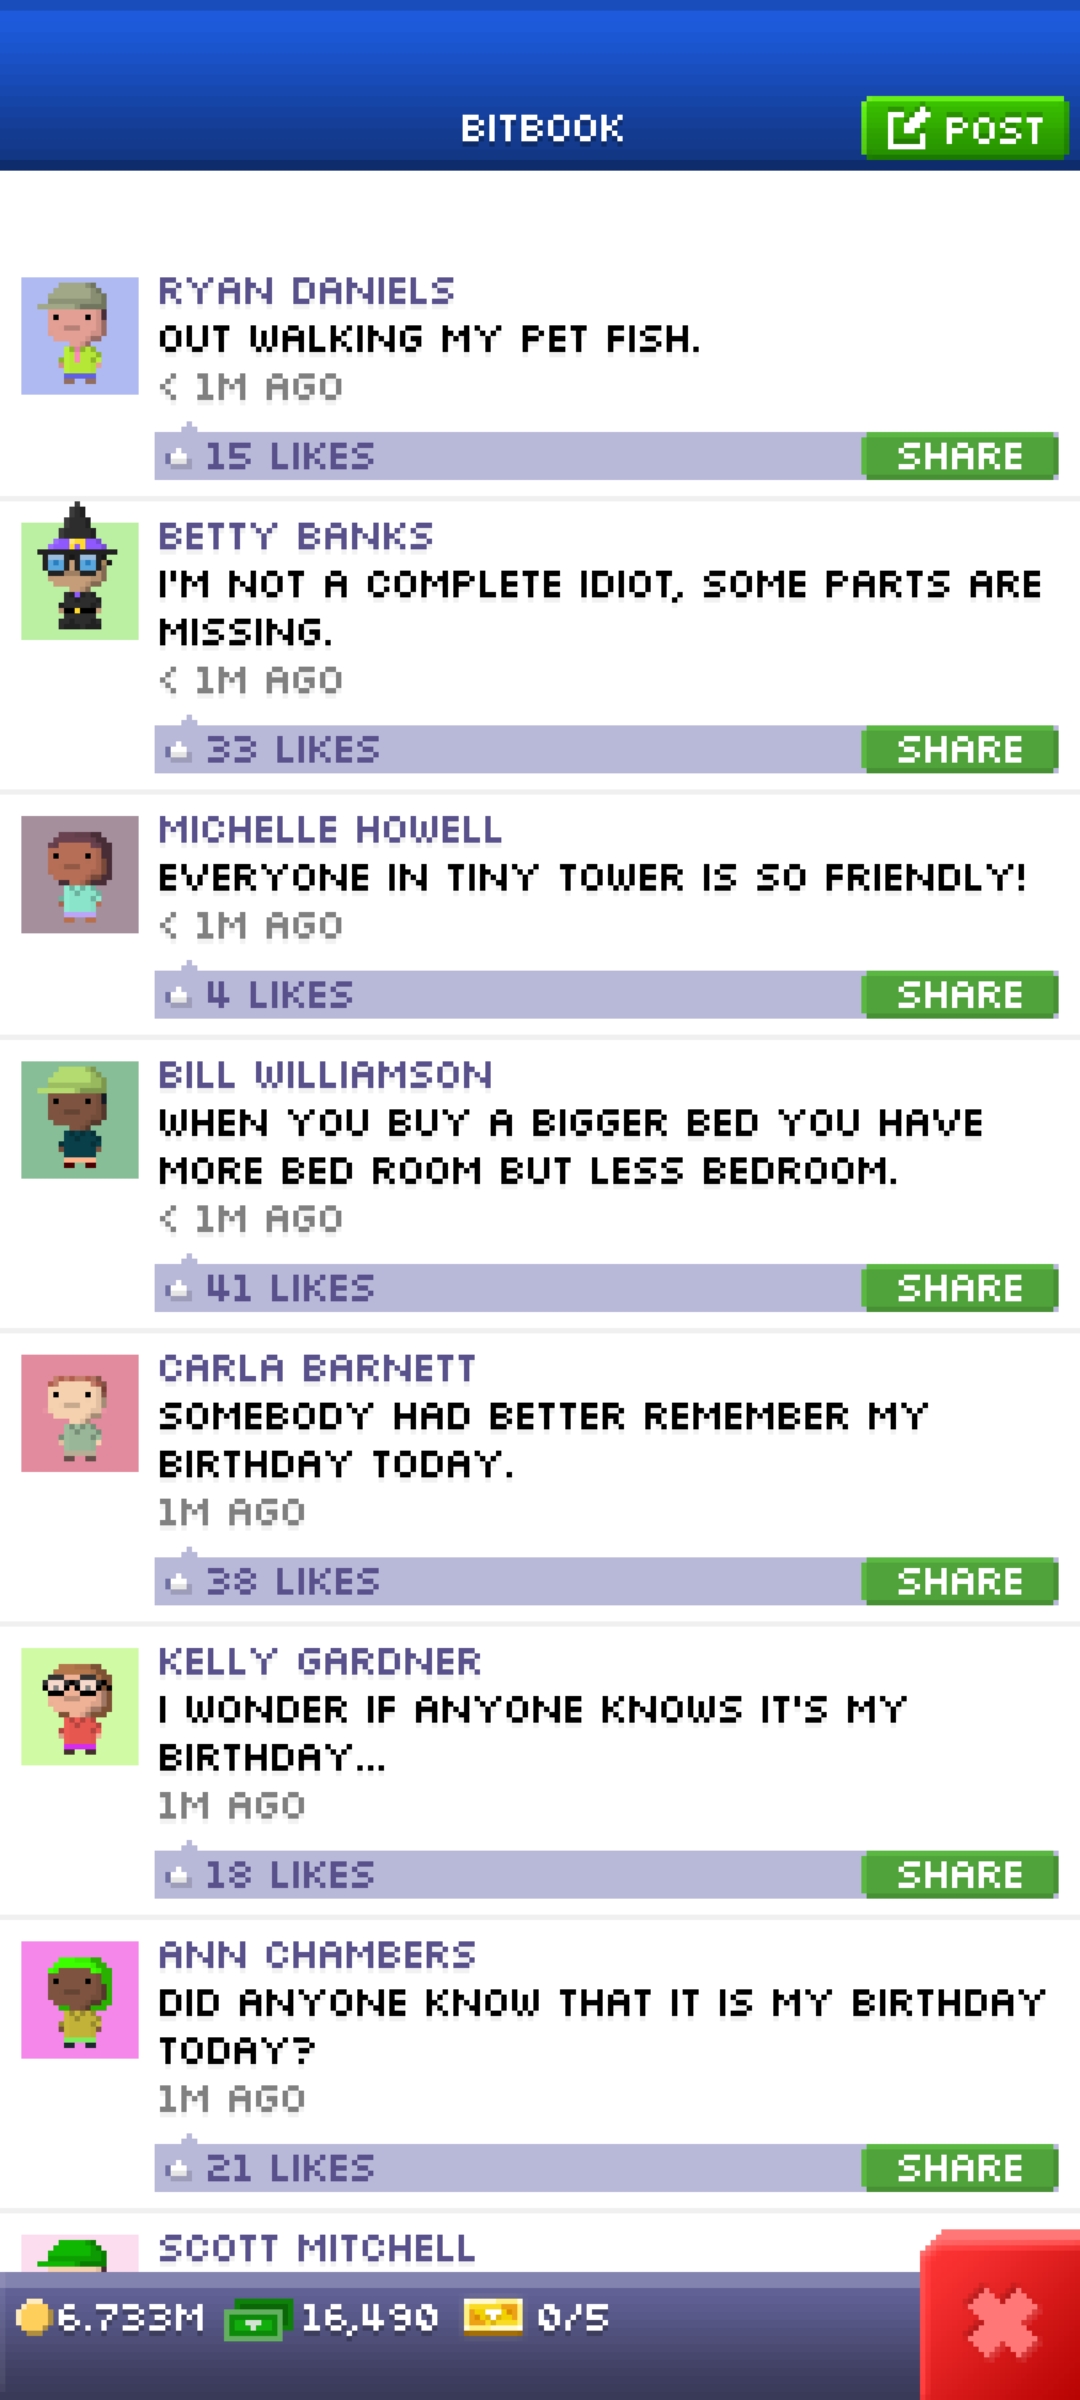 BITBOOK
POST
RYAN DANIELS
OUT WALKING MY PET FISH.
< 1M AGO
15 LIKES
SHARE
BETTY BANKS
I'M NOT A COMPLETE IDIOT, SOME PARTS ARE
MISSING.
< 1M AGO
33 LIKES
SHARE
MICHELLE HOWELL
EVERYONE IN TINY TOWER IS SO FRIENDLY!
< 1M AGO
4 LIKES
SHARE
BILL WILLIAMSON
WHEN YOU BUY A BIGGER BED YOU HAVE
MORE BED ROOM BUT LESS BEDROOM.
< 1M AGO
41 LIKES
SHARE
CARLA BARNETT
SOMEBODY HAD BETTER REMEMBER MY
BIRTHDAY TODAY.
1M AGO
38 LIKES
SHARE
KELLY GARDNER
I WONDER IF ANYONE KNOWS IT'S MY
BIRTHDAY...
1M AGO
18 LIKES
SHARE
ANN CHAMBERS
DID ANYONE KNOW THAT IT IS MY BIRTHDAY
TODAY?
1M AGO
21 LIKES
SHARE
SCOTT MITCHELL
6.733M 16,490 0/5